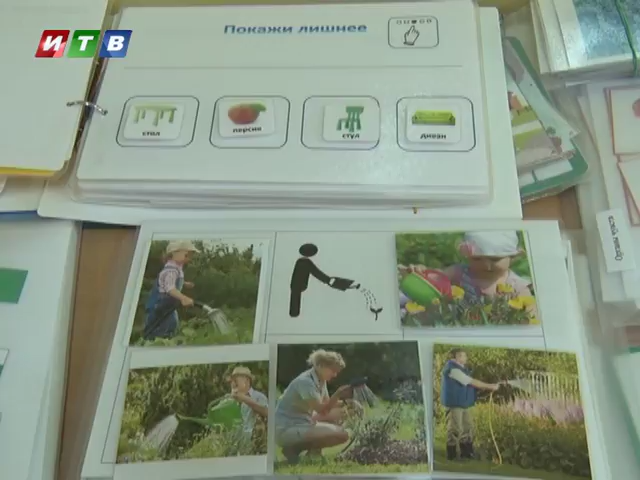 ИТВ
Покажи лишнее
стол
персик
стул
диван